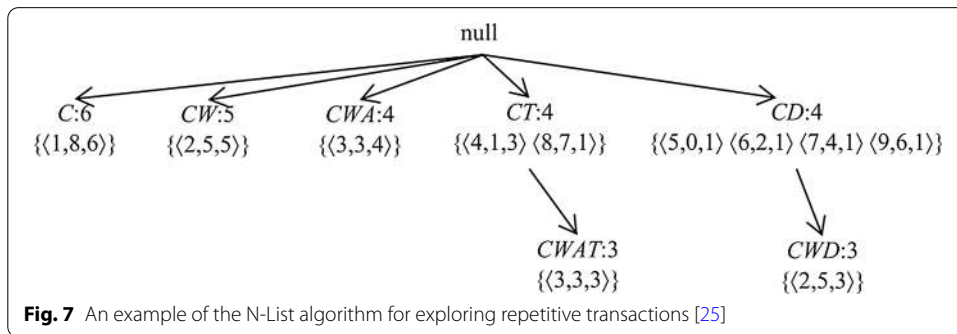 null
C:6 CW:5 CWA:4 CT:4 CD:4
{⟨1,8,6⟩} {⟨2,5,5⟩} {⟨3,3,4⟩} {⟨4,1,3⟩ ⟨8,7,1⟩} {⟨5,0,1⟩ ⟨6,2,1⟩ ⟨7,4,1⟩ ⟨9,6,1⟩}
CWAT:3 CWD:3
{⟨3,3,3⟩} {⟨2,5,3⟩}
Fig. 7 An example of the N-List algorithm for exploring repetitive transactions [25]